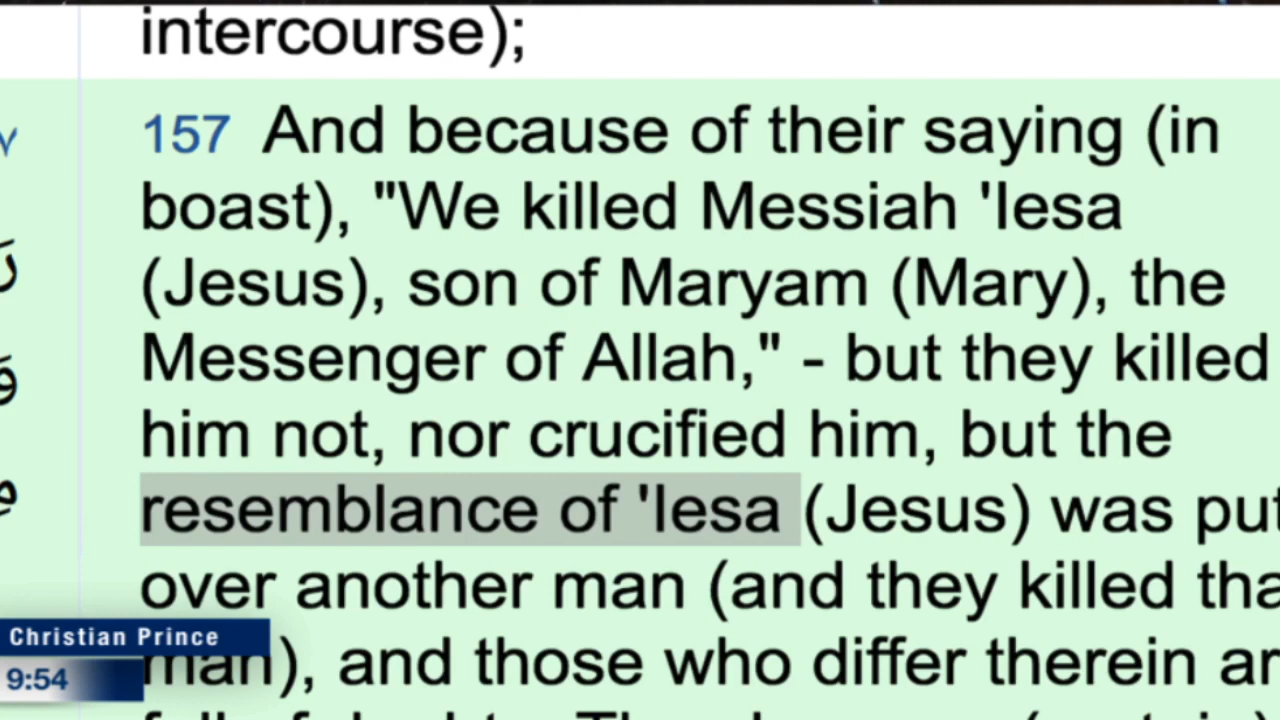 intercourse);
157 And because of their saying (in
boast), "We killed Messiah 'Iesa
(Jesus), son of Maryam (Mary), the
Messenger of Allah," - but they killed
him not, nor crucified him, but the
resemblance of 'Iesa (Jesus) was put
over another man (and they killed tha
man), and those who differ therein ar
Christian Prince
9:54